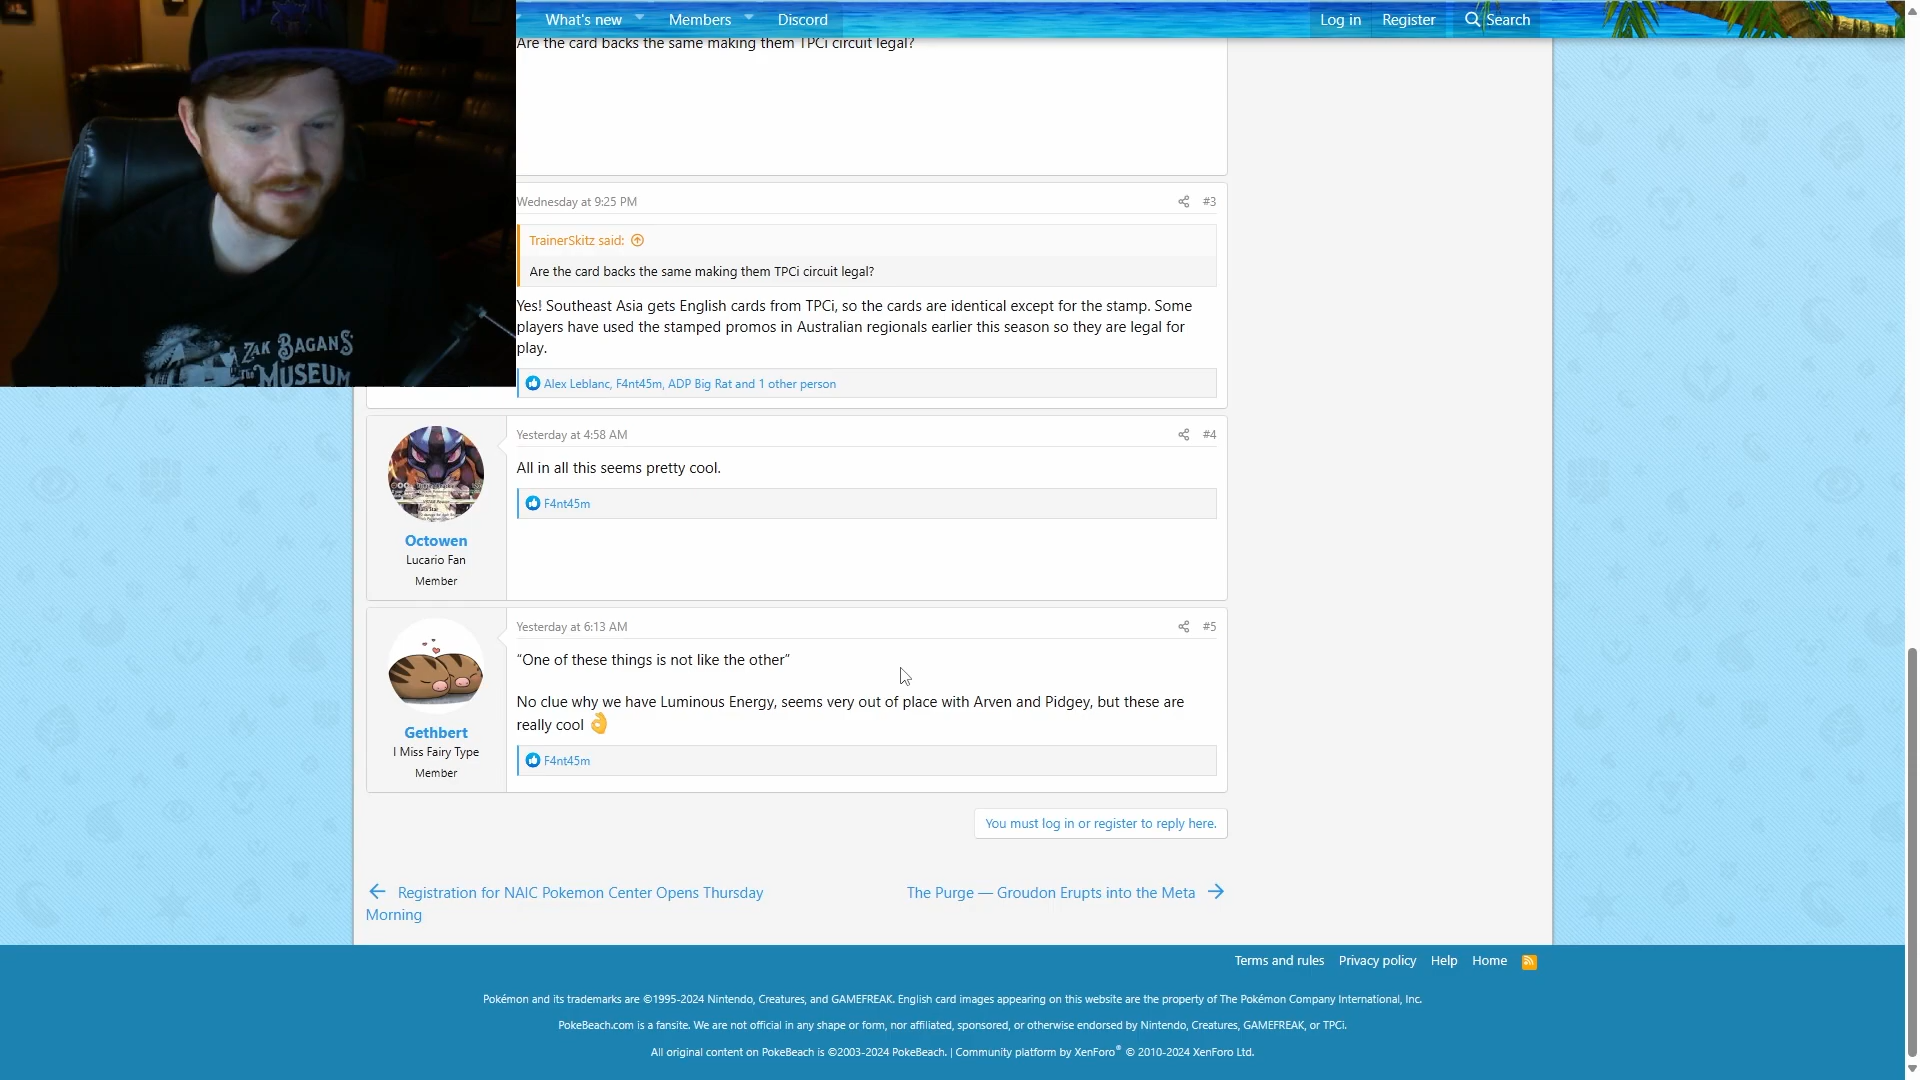 What's new
Members
Discord
Log in
Register
Search
Are the card backs the same making them TPCi circuit legal?
Wednesday at 9:25 PM
#3
TrainerSkitz said:
Are the card backs the same making them TPCi circuit legal?
Yes! Southeast Asia gets English cards from TPCi, so the cards are identical except for the stamp. Some
players have used the stamped promos in Australian regionals earlier this season so they are legal for
play.
Alex Leblanc, F4nt45m, ADP Big Rat and 1 other person
ZAK BAGANS
THE MUSEUM
Yesterday at 4:58 AM
#4
All in all this seems pretty cool.
F4nt45m
Octowen
Lucario Fan
Member
Yesterday at 6:13 AM
#5
“One of these things is not like the other”
No clue why we have Luminous Energy, seems very out of place with Arven and Pidgey, but these are
really cool 👌
F4nt45m
Gethbert
I Miss Fairy Type
Member
You must log in or register to reply here.
Registration for NAIC Pokemon Center Opens Thursday
Morning
The Purge — Groudon Erupts into the Meta
Terms and rules
Privacy policy
Help
Home
Pokémon and its trademarks are ©1995-2024 Nintendo, Creatures, and GAMEFREAK. English card images appearing on this website are the property of The Pokémon Company International, Inc.
PokeBeach.com is a fansite. We are not official in any shape or form, nor affiliated, sponsored, or otherwise endorsed by Nintendo, Creatures, GAMEFREAK, or TPCi.
All original content on PokeBeach is ©2003-2024 PokeBeach. | Community platform by XenForo® © 2010-2024 XenForo Ltd.